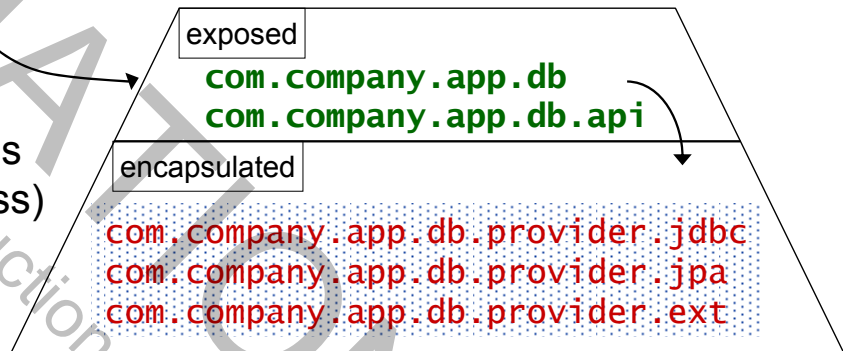 exposed
com.company.app.db
com.company.app.db.api
encapsulated
com.company.app.db.provider.jdbc
com.company.app.db.provider.jpa
com.company.app.db.provider.ext